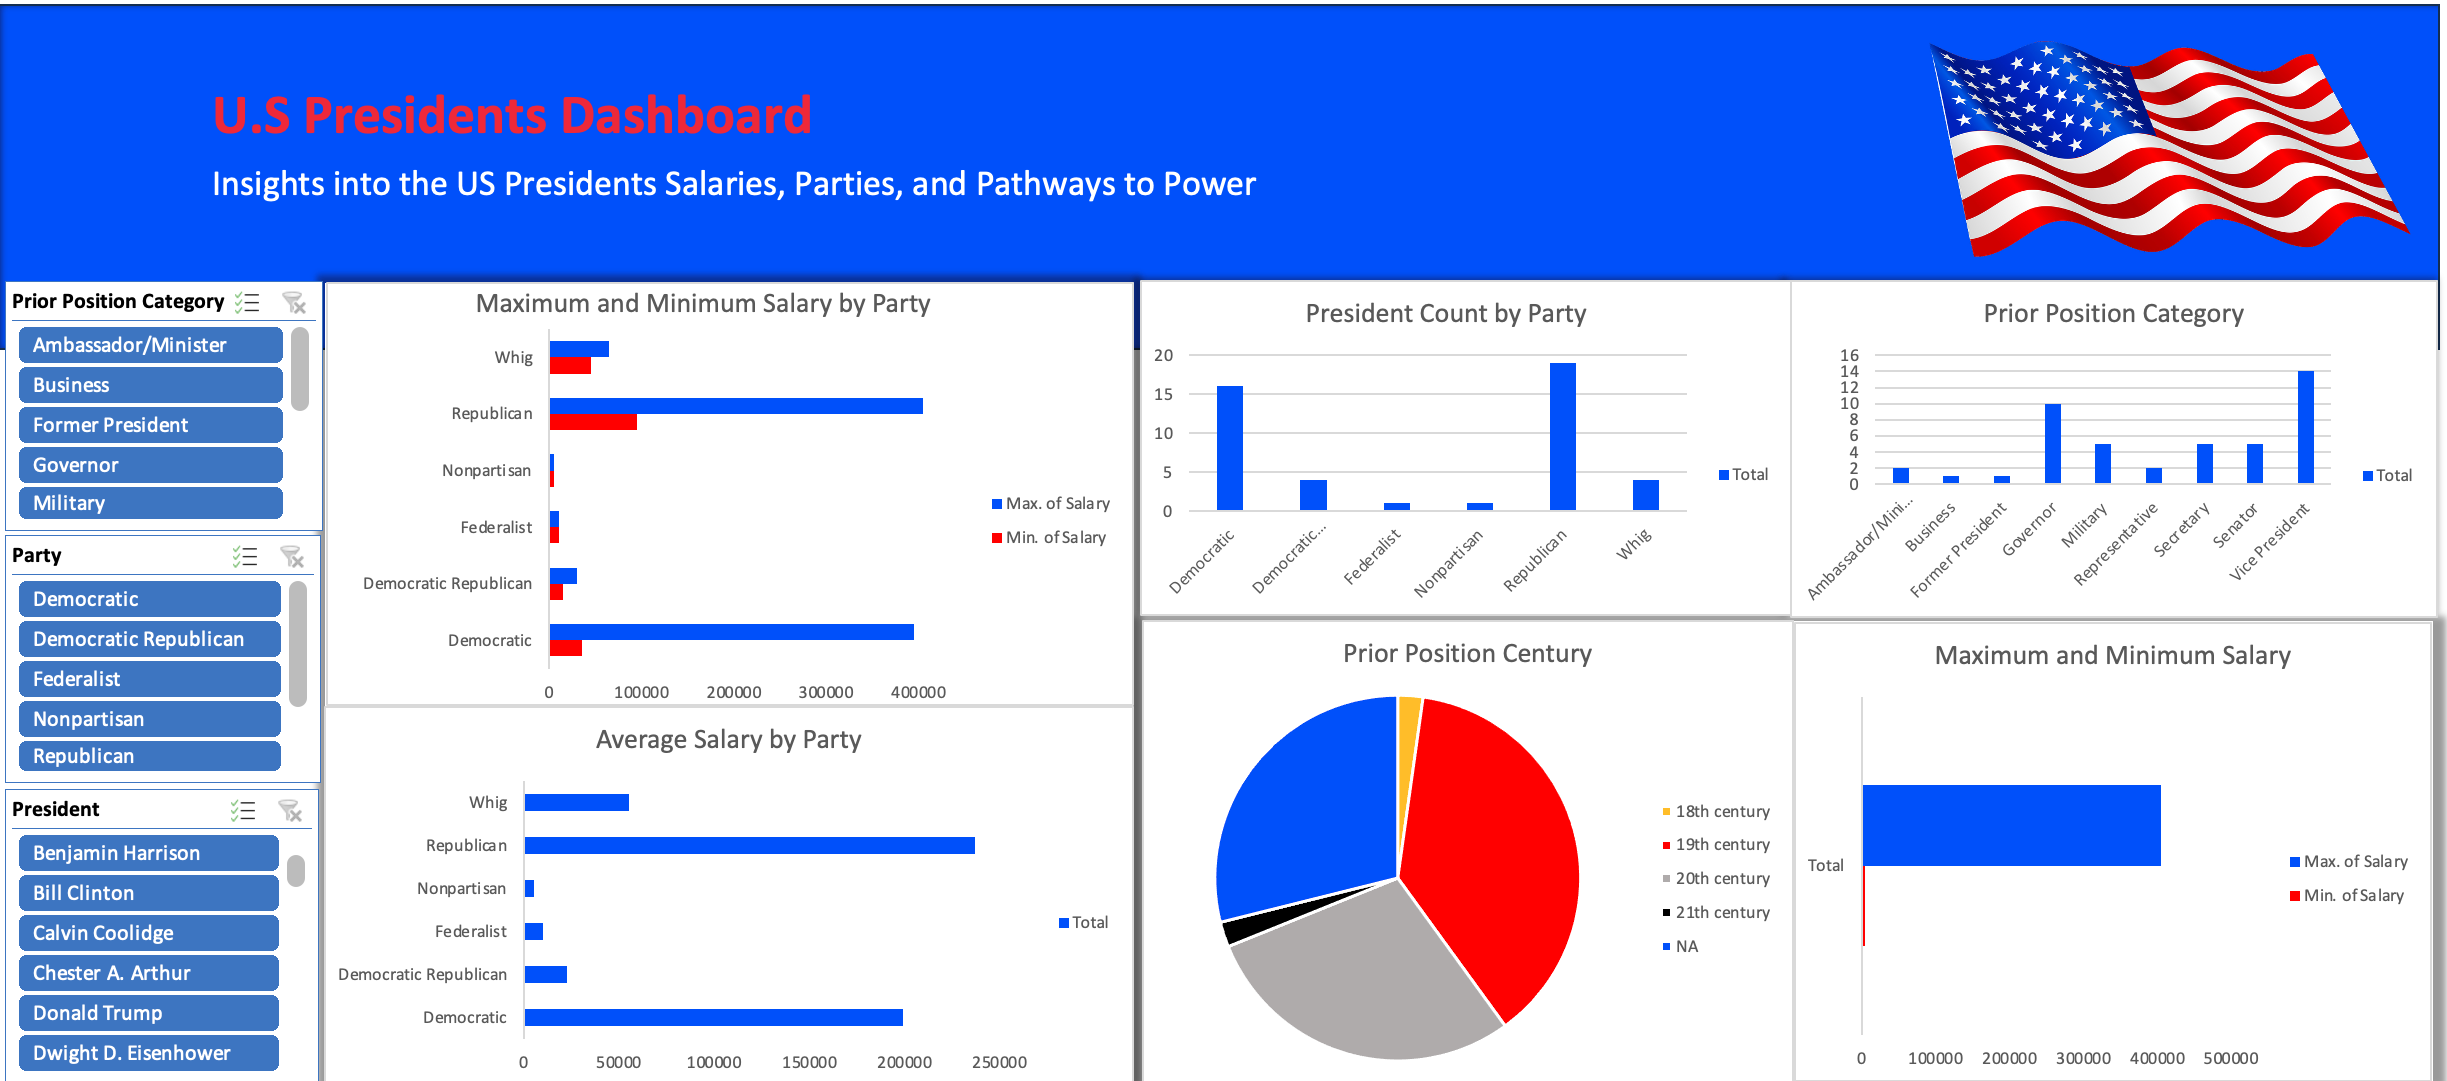 U.S Presidents Dashboard
Insights into the US Presidents Salaries, Parties, and Pathways to Power
Prior Position Category
Ambassador/Minister
Business
Former President
Governor
Military
Party
Democratic
Democratic Republican
Federalist
Nonpartisan
Republican
President
Benjamin Harrison
Bill Clinton
Calvin Coolidge
Chester A. Arthur
Donald Trump
Dwight D. Eisenhower
Maximum and Minimum Salary by Party
Whig
Republican
Nonpartisan
Federalist
Democratic Republican
Democratic
0 100000 200000 300000 400000
Max. of Salary
Min. of Salary
Average Salary by Party
Whig
Republican
Nonpartisan
Federalist
Democratic Republican
Democratic
0 50000 100000 150000 200000 250000
Total
President Count by Party
20
15
10
5
0
Democratic
Democratic...
Federalist
Nonpartisan
Republican
Whig
Total
Prior Position Category
16
14
12
10
8
6
4
2
0
Ambassador/Mini...
Business
Former President
Governor
Military
Representative
Secretary
Senator
Vice President
Total
Prior Position Century
18th century
19th century
20th century
21th century
NA
Maximum and Minimum Salary
Total
0 100000 200000 300000 400000 500000
Max. of Salary
Min. of Salary